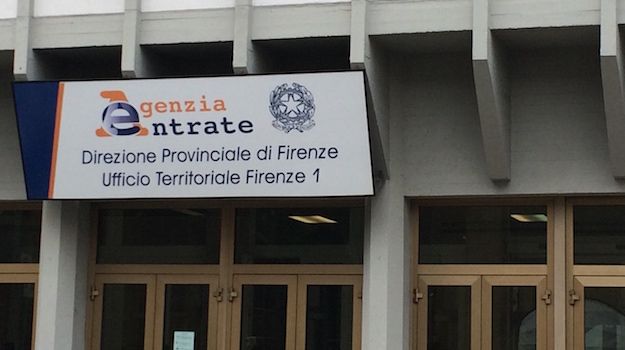 Agenzia
entrate
Direzione Provinciale di Firenze
Ufficio Territoriale Firenze 1